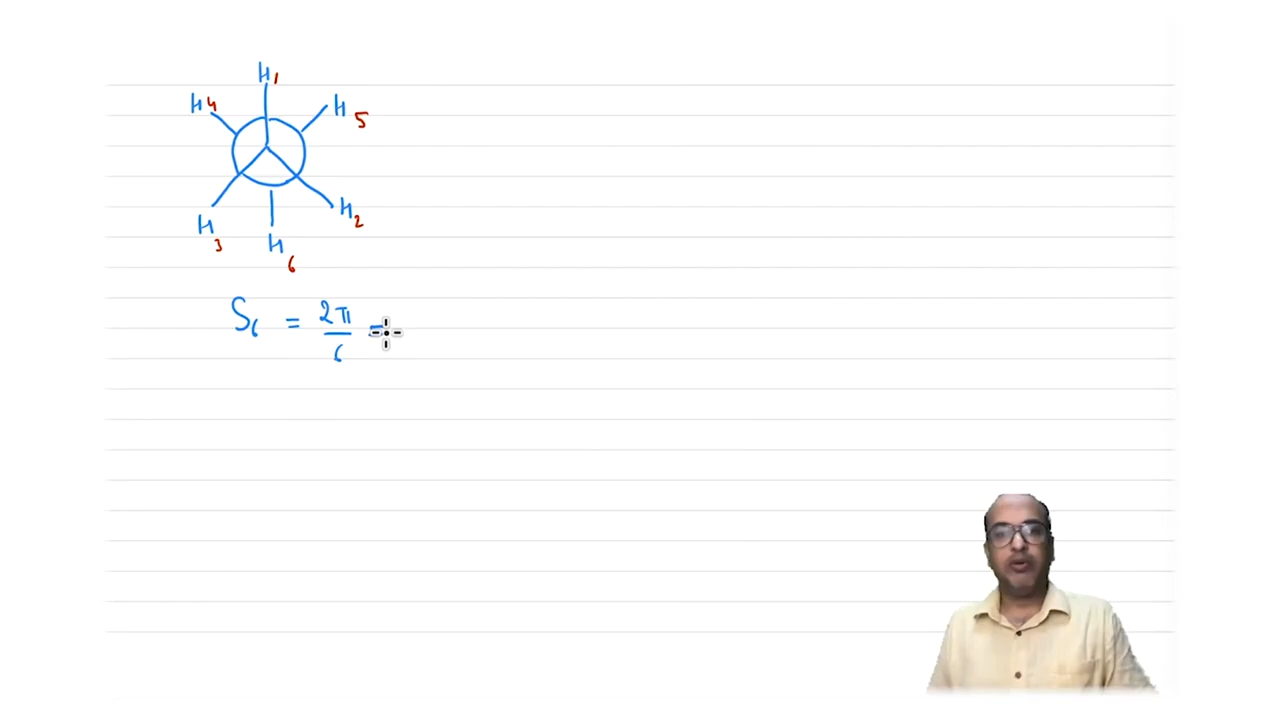 H1
H4
H5
H3
H2
H6
S6 = 2π/6 =